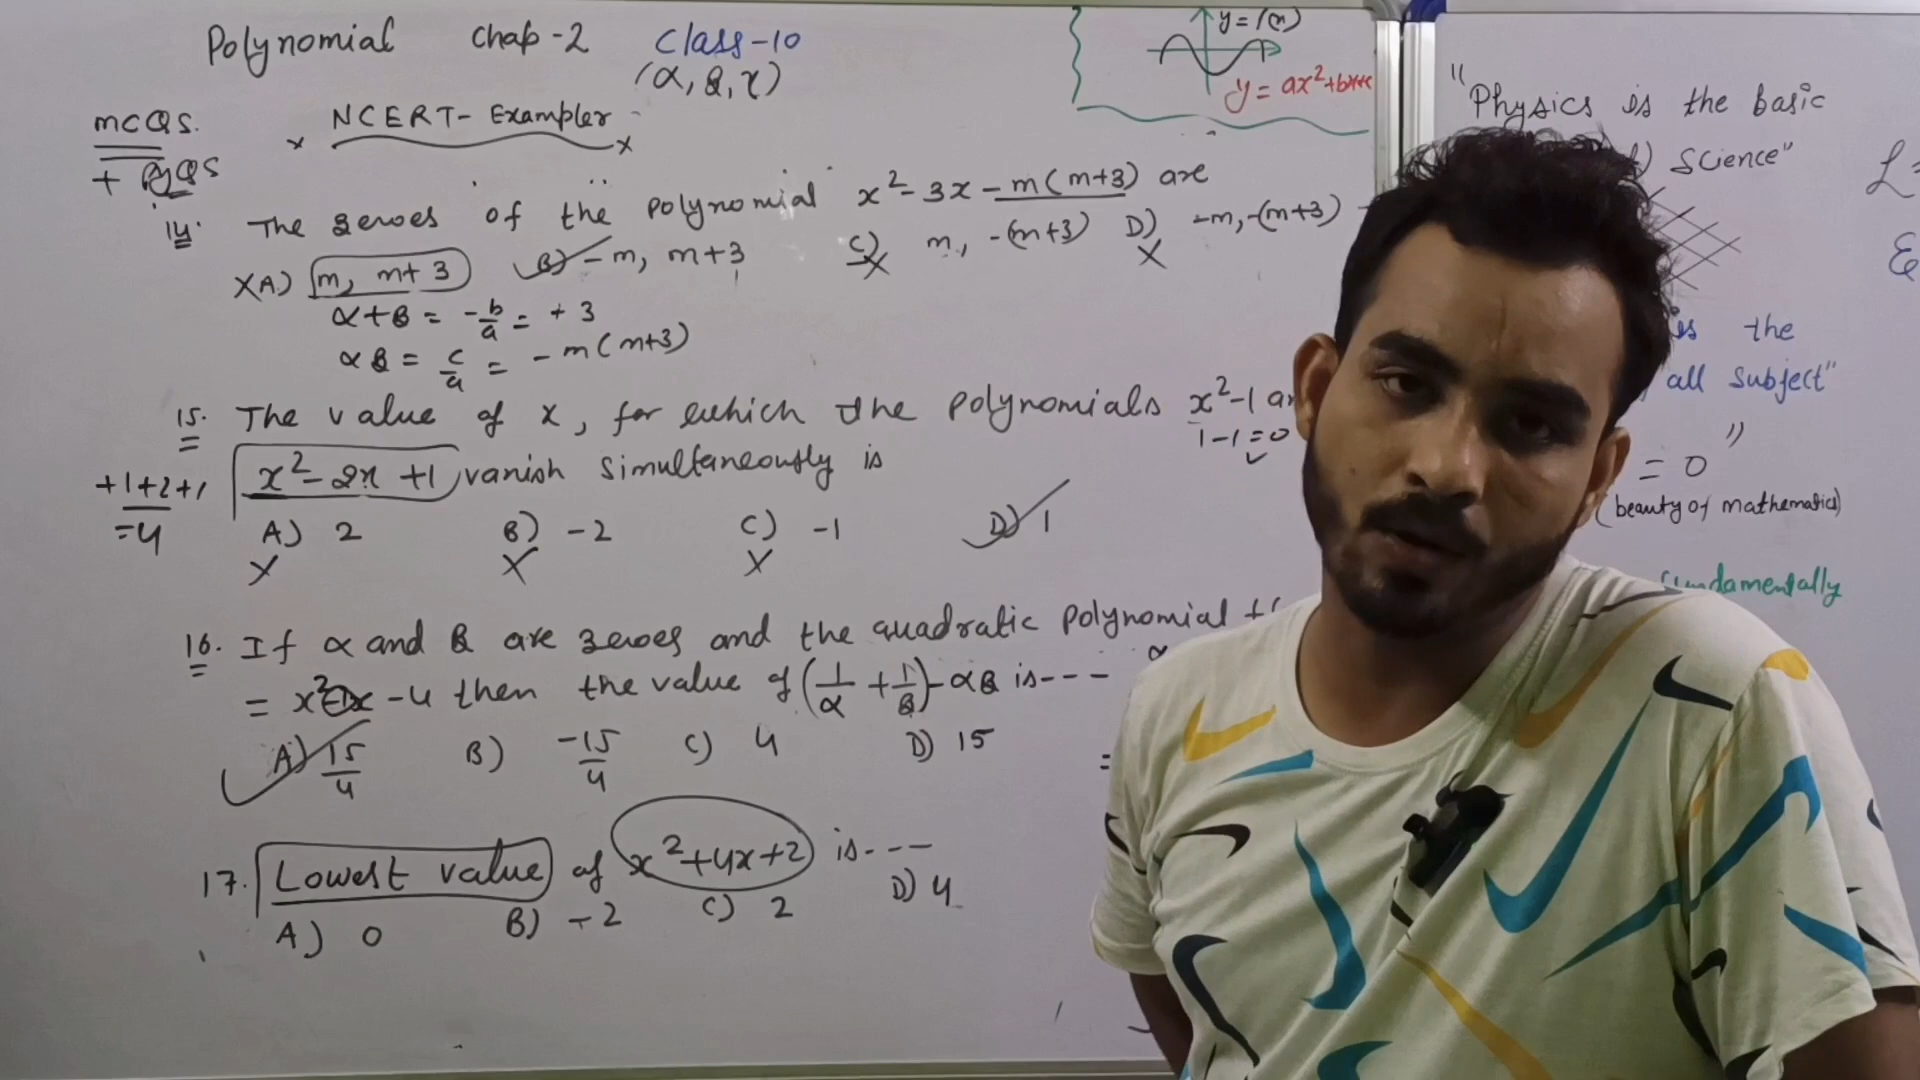 Polynomial chap-2 Class-10
(α, β, γ)
y = f(x)
y = ax²+bx+c
MCQS.
+ PYQS
NCERT- Exampler
x x
14. The zeroes of the polynomial x²- 3x - m(m+3) are
XA) m, m+3 B) -m, m+3 C) m, -(m+3) D) -m, -(m+3)
X X
α+β = -b/a = +3
αβ = c/a = -m(m+3)
15. The value of x, for which the polynomials x²-1
1-1=0
x²-2x+1 vanish simultaneously is
+1+2+1
=4
A) 2 B) -2 C) -1 D) 1
X X X
16. If α and β are zeroes and the quadratic polynomial
= x² -x -4 then the value of (1/α + 1/β) - αβ is---
A) 15/4 B) -15/4 C) 4 D) 15
=
17. Lowest value of x²+4x+2 is---
A) 0 B) -2 C) 2 D) 4
"Physics is the basic
Science"
is the
all Subject"
"
= 0
(beauty of mathematics)
fundamentally